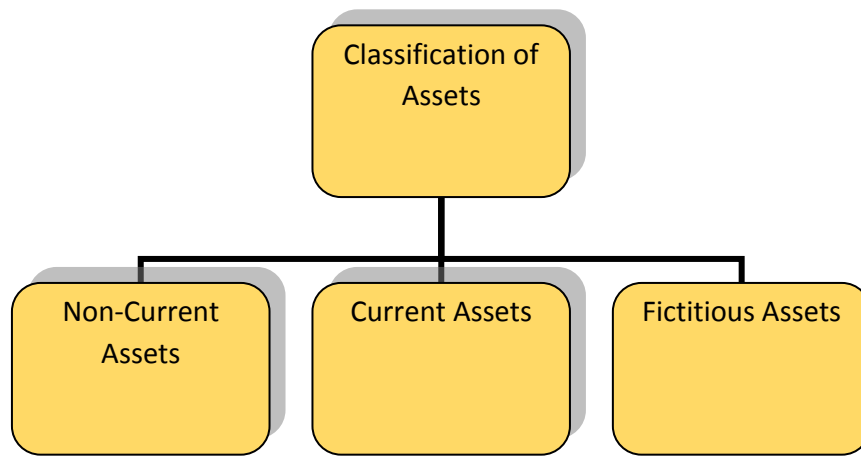 Classification of
Assets
Non-Current
Assets
Current Assets
Fictitious Assets